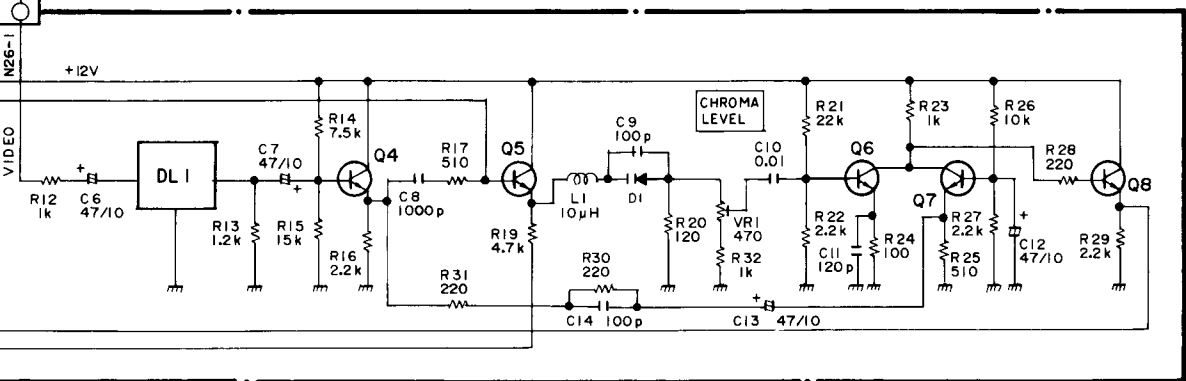 N26-1
VIDEO
+12V
R12
1k
C6
47/10
DL1
R13
1.2k
C7
47/10
+
+
R14
7.5k
R15
15k
Q4
R16
2.2k
C8
1000p
R17
510
R31
220
Q5
R19
4.7k
L1
10μH
C9
100p
D1
R20
120
R30
220
C14 100p
CHROMA
LEVEL
VR1
470
R32
1k
C10
0.01
+
C13 47/10
R21
22k
R22
2.2k
Q6
C11
120p
R24
100
R23
1k
Q7
R25
510
R26
10k
R27
2.2k
+
C12
47/10
R28
220
Q8
R29
2.2k